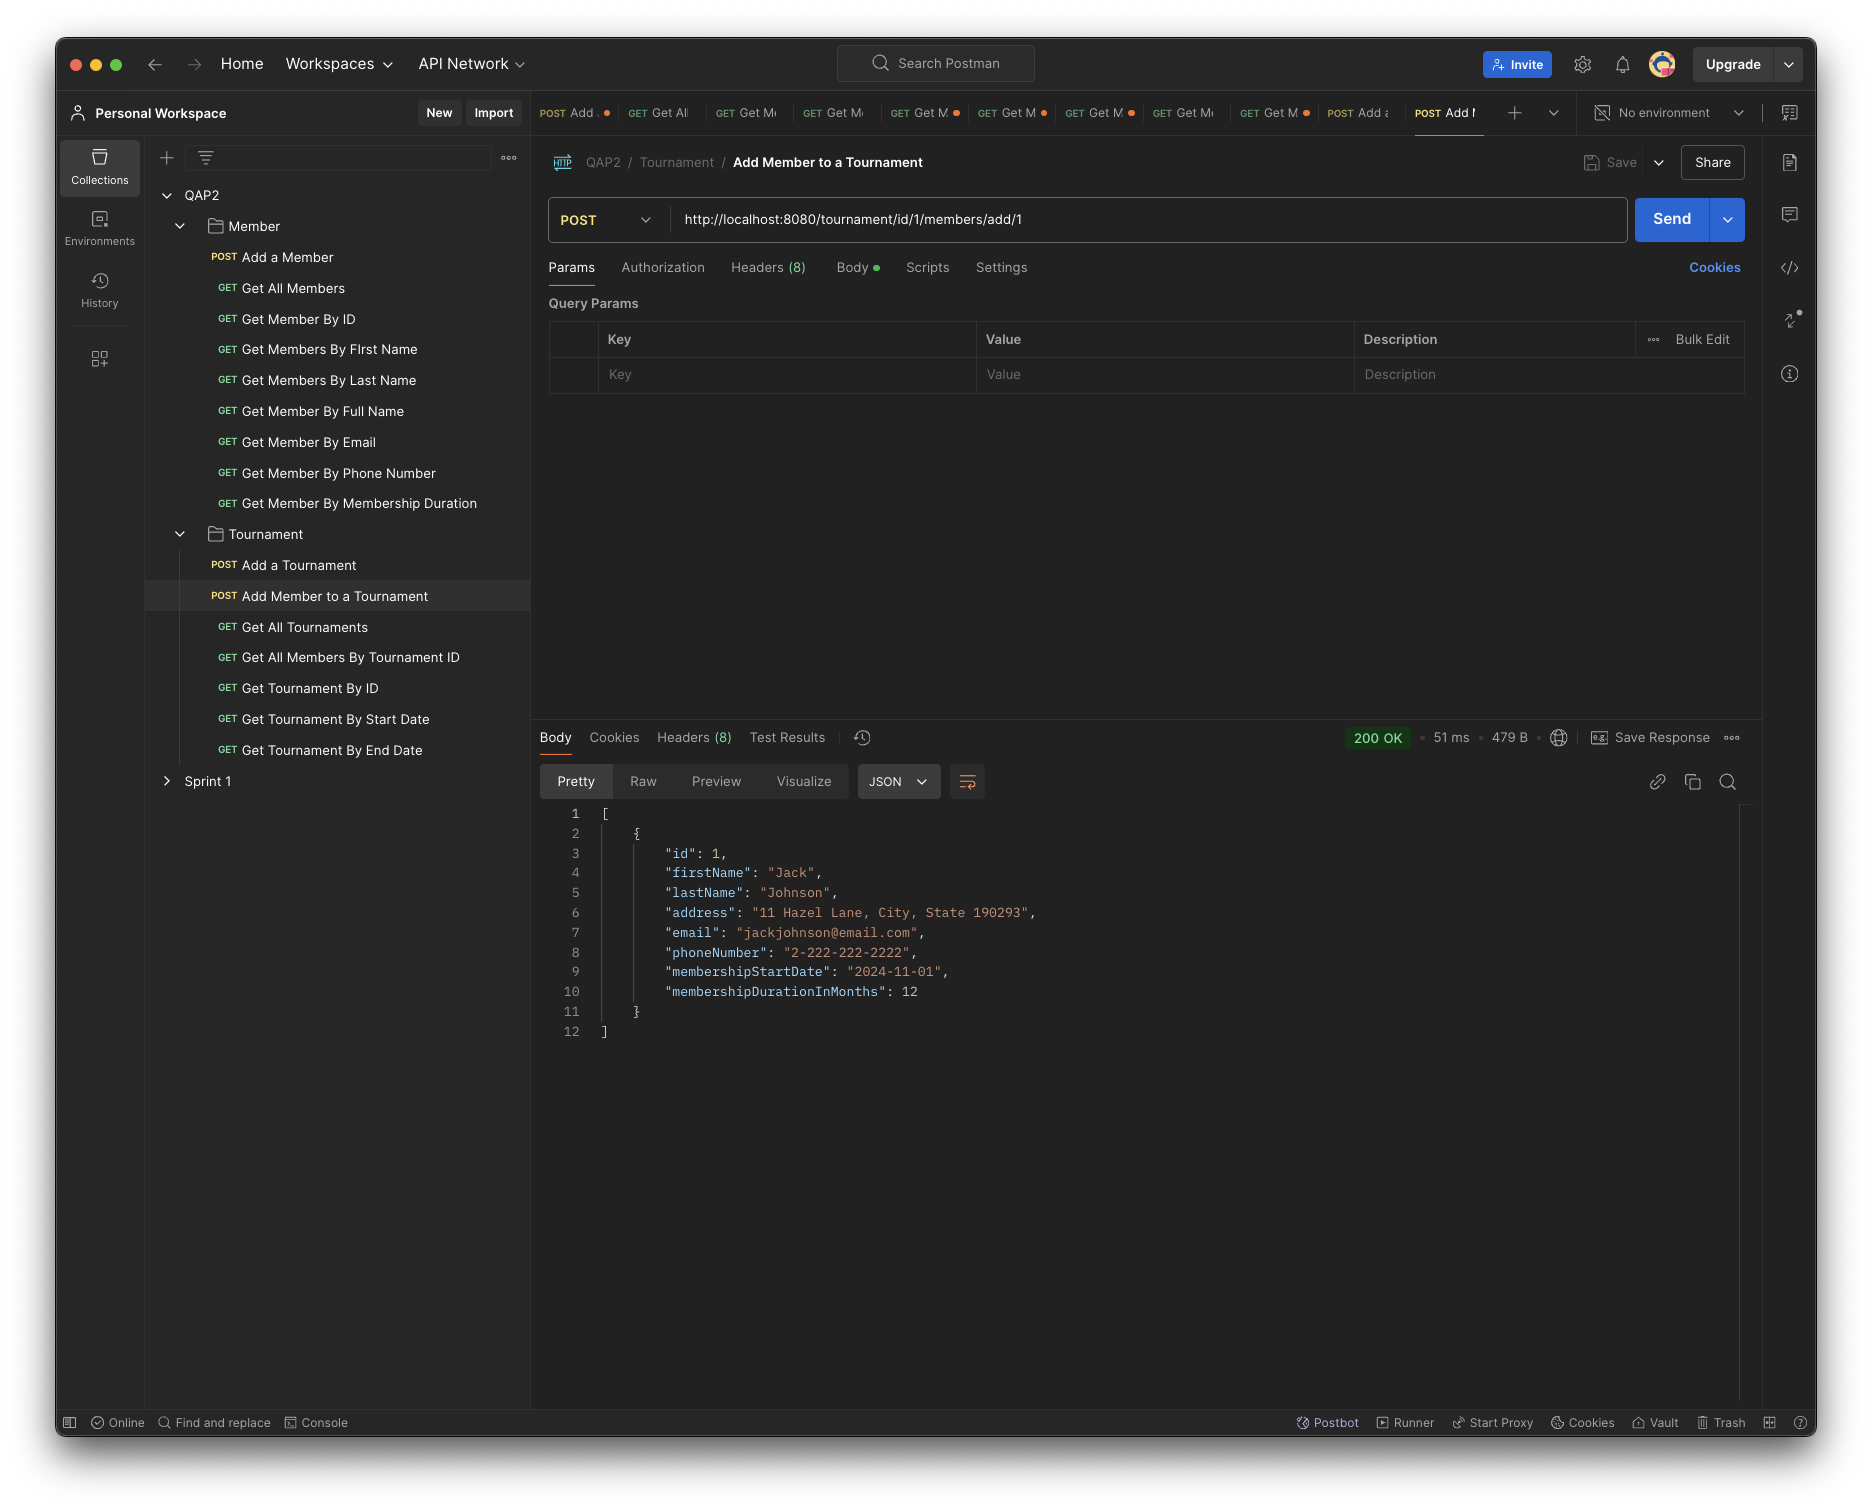 Home Workspaces API Network Search Postman Invite Upgrade
Personal Workspace New Import POST Add GET Get All GET Get Me GET Get Me GET Get M GET Get M GET Get M GET Get Me GET Get M POST Add a POST Add M No environment
Collections
Environments
History
QAP2
Member
POST Add a Member
GET Get All Members
GET Get Member By ID
GET Get Members By FIrst Name
GET Get Members By Last Name
GET Get Member By Full Name
GET Get Member By Email
GET Get Member By Phone Number
GET Get Member By Membership Duration
Tournament
POST Add a Tournament
POST Add Member to a Tournament
GET Get All Tournaments
GET Get All Members By Tournament ID
GET Get Tournament By ID
GET Get Tournament By Start Date
GET Get Tournament By End Date
Sprint 1
HTTP QAP2 / Tournament / Add Member to a Tournament Save Share
POST http://localhost:8080/tournament/id/1/members/add/1 Send
Params Authorization Headers (8) Body Scripts Settings Cookies
Query Params
Key Value Description Bulk Edit
Key Value Description
Body Cookies Headers (8) Test Results 200 OK 51 ms 479 B e.g. Save Response
Pretty Raw Preview Visualize JSON
1 [
2 {
3 "id": 1,
4 "firstName": "Jack",
5 "lastName": "Johnson",
6 "address": "11 Hazel Lane, City, State 190293",
7 "email": "jackjohnson@email.com",
8 "phoneNumber": "2-222-222-2222",
9 "membershipStartDate": "2024-11-01",
10 "membershipDurationInMonths": 12
11 }
12 ]
Online Find and replace Console Postbot Runner Start Proxy Cookies Vault Trash